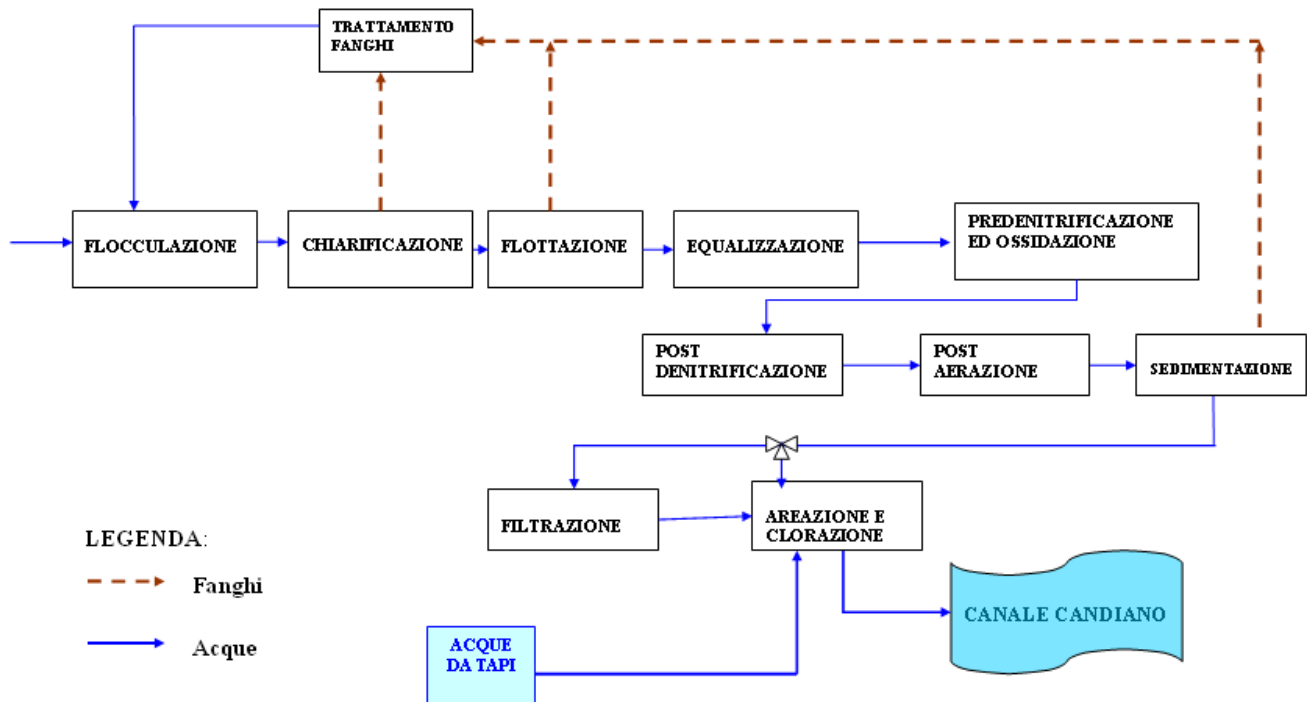 TRATTAMENTO
FANGHI
FLOCCULAZIONE
CHIARIFICAZIONE
FLOTTAZIONE
EQUALIZZAZIONE
PREDENITRIFICAZIONE
ED OSSIDAZIONE
POST
DENITRIFICAZIONE
POST
AERAZIONE
SEDIMENTAZIONE
FILTRAZIONE
AREAZIONE E
CLORAZIONE
LEGENDA:
Fanghi
Acque
ACQUE
DA TAPI
CANALE CANDIANO